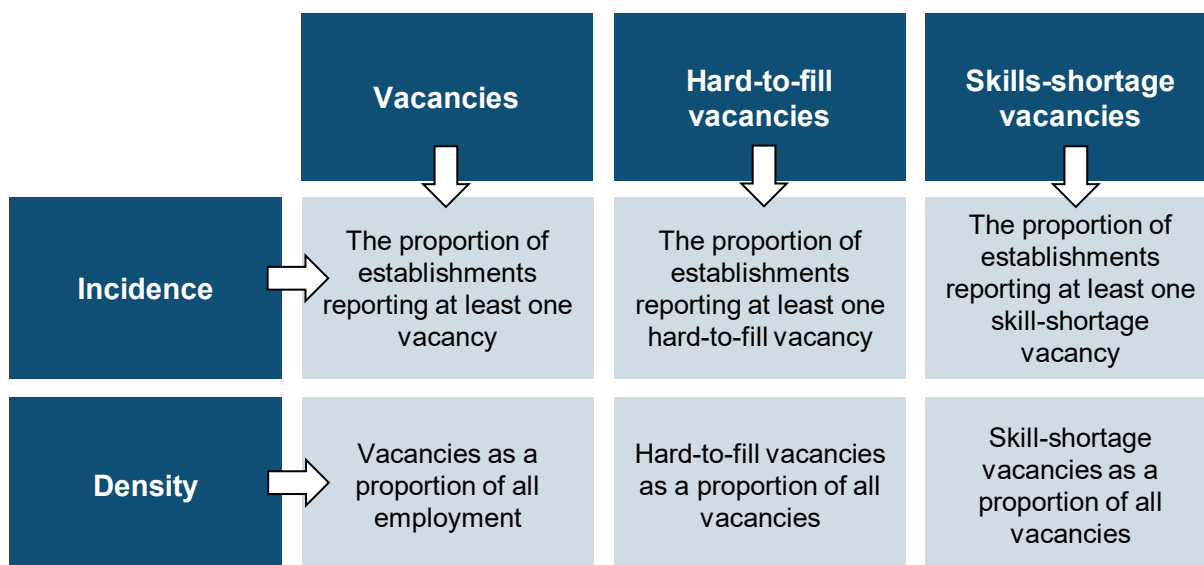 Vacancies
Hard-to-fill
vacancies
Skills-shortage
vacancies
Incidence
The proportion of
establishments
reporting at least one
vacancy
The proportion of
establishments
reporting at least one
hard-to-fill vacancy
The proportion of
establishments
reporting at least one
skill-shortage
vacancy
Density
Vacancies as a
proportion of all
employment
Hard-to-fill vacancies
as a proportion of all
vacancies
Skill-shortage
vacancies as a
proportion of all
vacancies